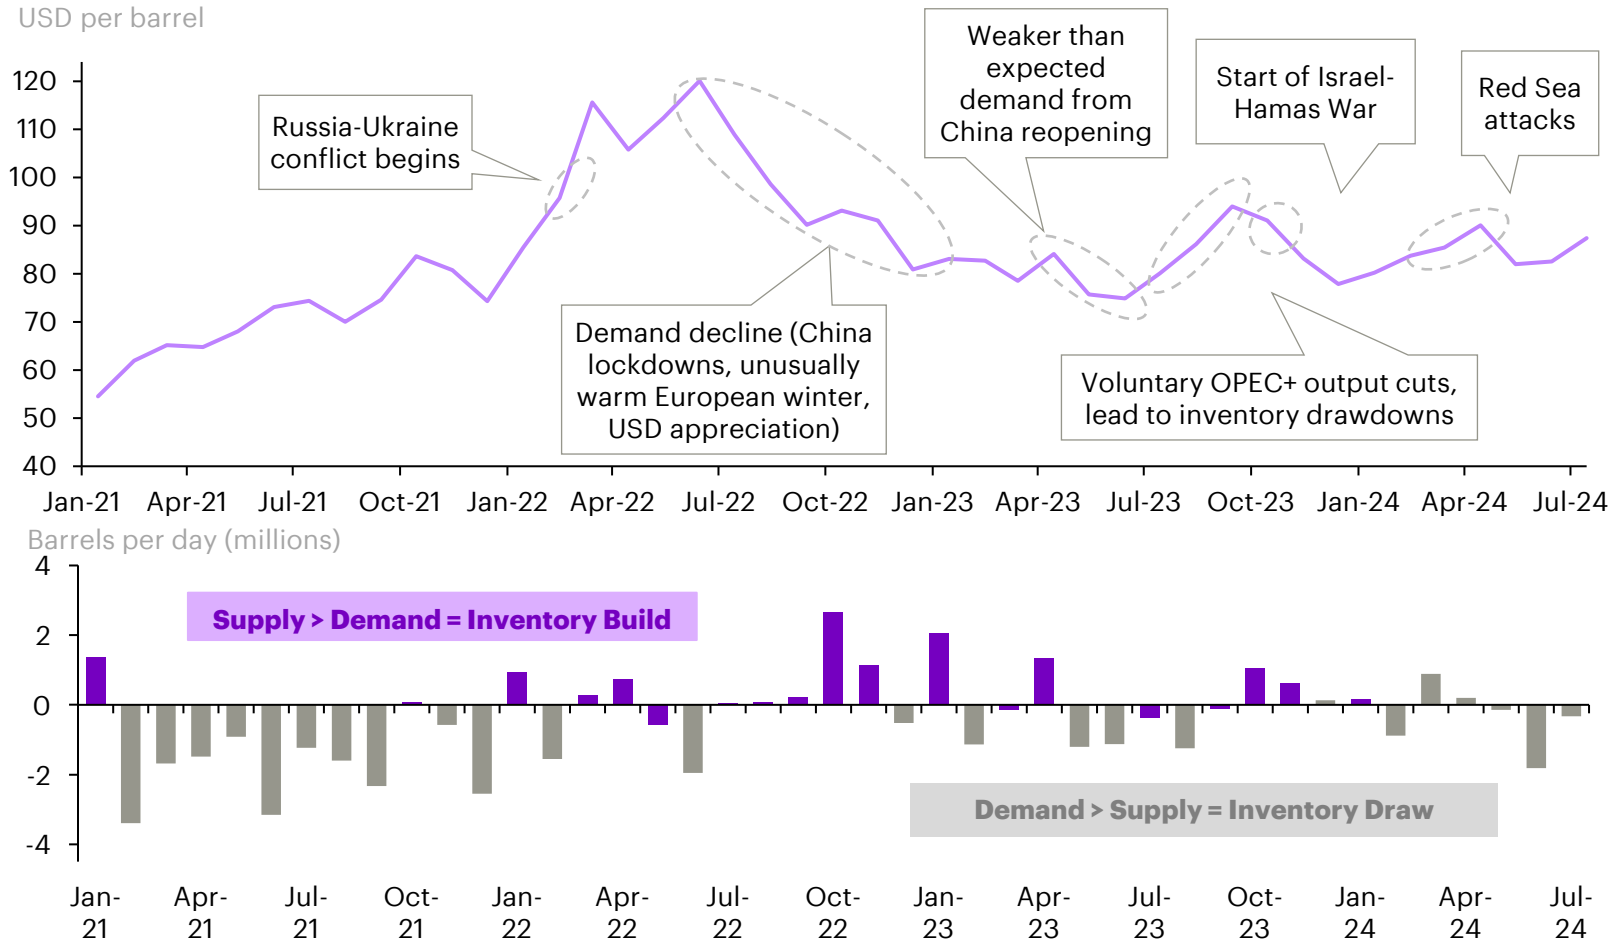 USD per barrel
120
110
100
90
80
70
60
50
40
Russia-Ukraine
conflict begins
Demand decline (China
lockdowns, unusually
warm European winter,
USD appreciation)
Weaker than
expected
demand from
China reopening
Start of Israel-
Hamas War
Red Sea
attacks
Voluntary OPEC+ output cuts,
lead to inventory drawdowns
Jan-21 Apr-21 Jul-21 Oct-21 Jan-22 Apr-22 Jul-22 Oct-22 Jan-23 Apr-23 Jul-23 Oct-23 Jan-24 Apr-24 Jul-24
Barrels per day (millions)
4
2
0
-2
-4
Supply > Demand = Inventory Build
Demand > Supply = Inventory Draw
Jan- Apr- Jul- Oct- Jan- Apr- Jul- Oct- Jan- Apr- Jul- Oct- Jan- Apr- Jul-
21 21 21 21 22 22 22 22 23 23 23 23 24 24 24